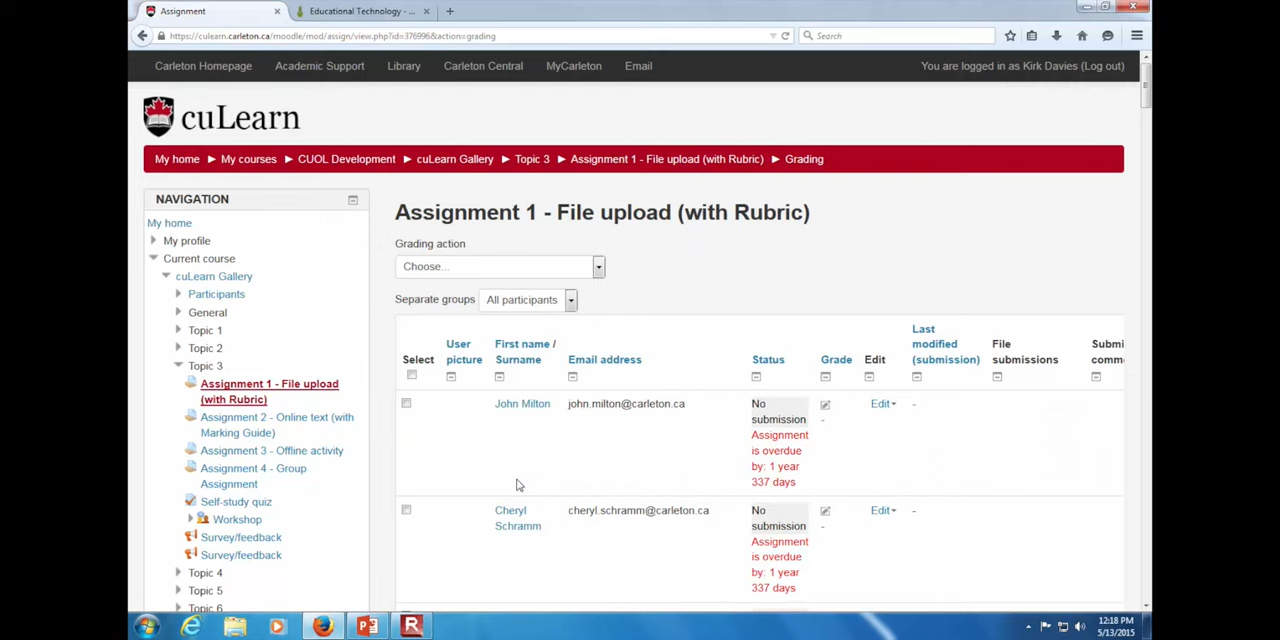 Assignment
Educational Technology - ...
https://culearn.carleton.ca/moodle/mod/assign/view.php?id=376996&action=grading
Search
Carleton Homepage Academic Support Library Carleton Central MyCarleton Email
You are logged in as Kirk Davies (Log out)
cuLearn
My home ► My courses ► CUOL Development ► cuLearn Gallery ► Topic 3 ► Assignment 1 - File upload (with Rubric) ► Grading
NAVIGATION
My home
My profile
Current course
cuLearn Gallery
Participants
General
Topic 1
Topic 2
Topic 3
Assignment 1 - File upload
(with Rubric)
Assignment 2 - Online text (with
Marking Guide)
Assignment 3 - Offline activity
Assignment 4 - Group
Assignment
Self-study quiz
Workshop
Survey/feedback
Survey/feedback
Topic 4
Topic 5
Topic 6
Assignment 1 - File upload (with Rubric)
Grading action
Choose...
Separate groups All participants
Select
User
picture
First name /
Surname
Email address
Status
Grade
Edit
Last
modified
(submission)
File
submissions
Submi
comme
John Milton
john.milton@carleton.ca
No
submission
Assignment
is overdue
by: 1 year
337 days
-
Edit
-
Cheryl
Schramm
cheryl.schramm@carleton.ca
No
submission
Assignment
is overdue
by: 1 year
337 days
-
Edit
-
12:18 PM
5/13/2015